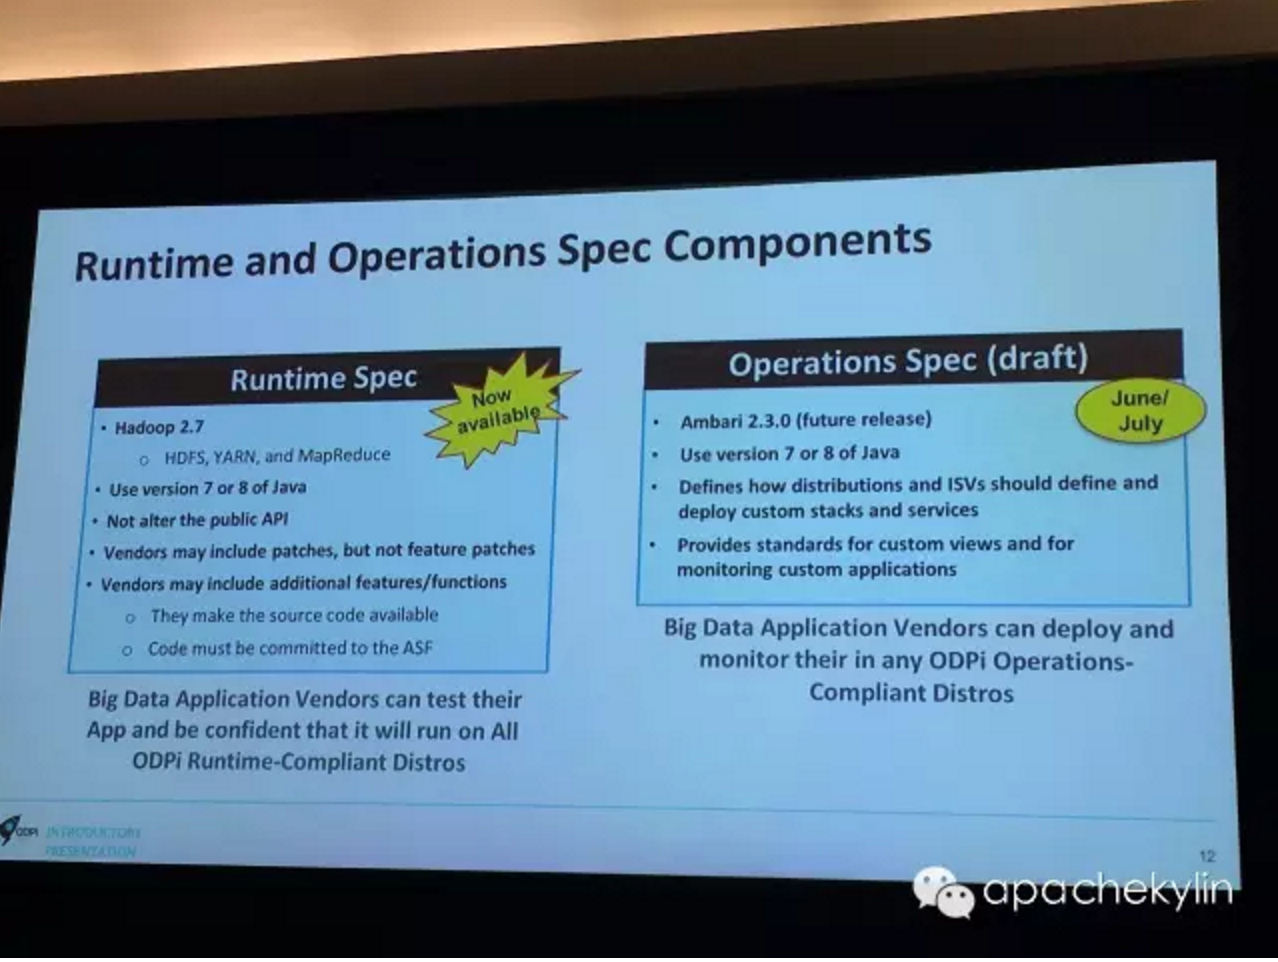 Runtime and Operations Spec Components
Runtime Spec
Now
available
• Hadoop 2.7
o HDFS, YARN, and MapReduce
• Use version 7 or 8 of Java
• Not alter the public API
• Vendors may include patches, but not feature patches
• Vendors may include additional features/functions
o They make the source code available
o Code must be committed to the ASF
Big Data Application Vendors can test their
App and be confident that it will run on All
ODPi Runtime-Compliant Distros
Operations Spec (draft)
June/
July
• Ambari 2.3.0 (future release)
• Use version 7 or 8 of Java
• Defines how distributions and ISVs should define and
deploy custom stacks and services
• Provides standards for custom views and for
monitoring custom applications
Big Data Application Vendors can deploy and
monitor their in any ODPi Operations-
Compliant Distros
ODPi INTRODUCTORY
PRESENTATION
12
apachekylin